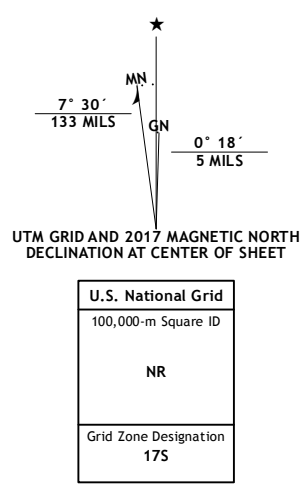 MN
7° 30´
133 MILS
GN
0° 18´
5 MILS
UTM GRID AND 2017 MAGNETIC NORTH
DECLINATION AT CENTER OF SHEET
U.S. National Grid
100,000-m Square ID
NR
Grid Zone Designation
17S